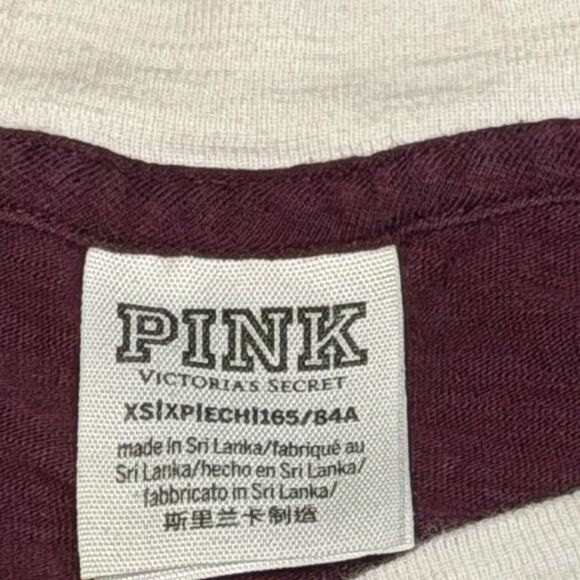 PINK
VICTORIA'S SECRET
XS|XP|ECH|165/84A
made in Sri Lanka/fabriqué au
Sri Lanka/hecho en Sri Lanka/
fabbricato in Sri Lanka/
斯里兰卡制造